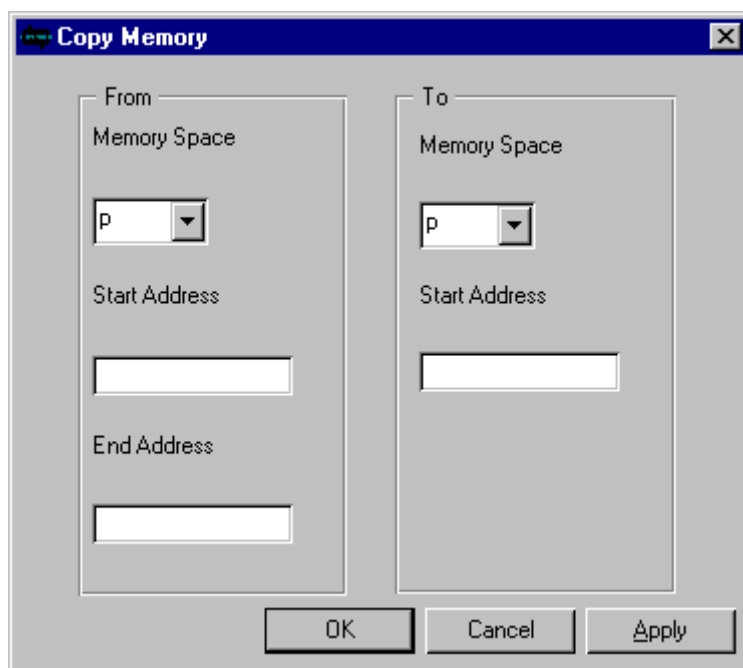 Copy Memory
From
Memory Space
p
Start Address
End Address
To
Memory Space
p
Start Address
OK
Cancel
Apply